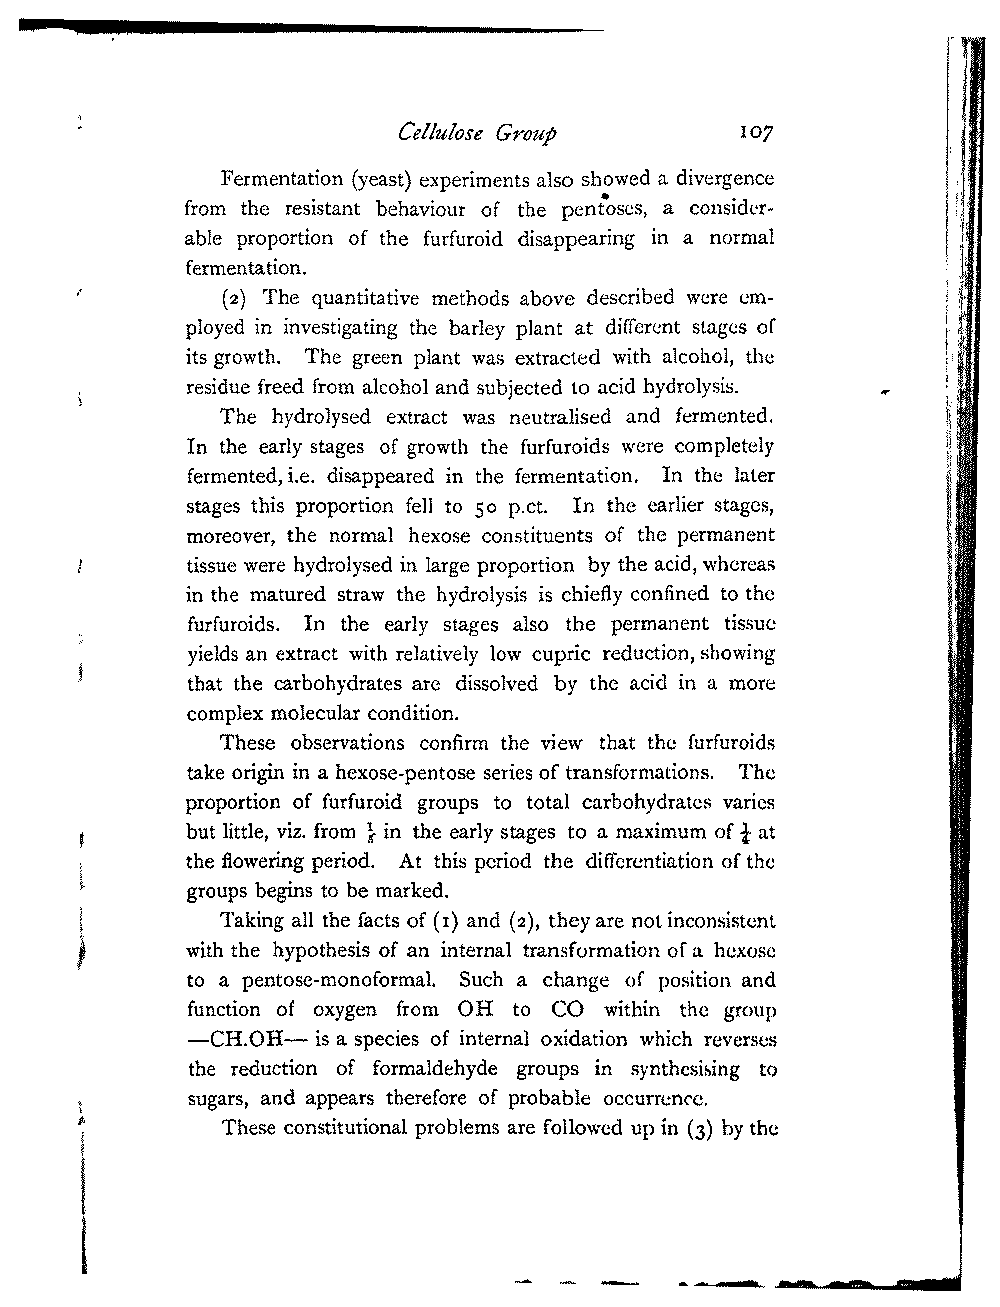 Cellulose Group 107
Fermentation (yeast) experiments also showed a divergence
from the resistant behaviour of the pentoses, a consider-
able proportion of the furfuroid disappearing in a normal
fermentation.
(2) The quantitative methods above described were em-
ployed in investigating the barley plant at different stages of
its growth. The green plant was extracted with alcohol, the
residue freed from alcohol and subjected to acid hydrolysis.
The hydrolysed extract was neutralised and fermented.
In the early stages of growth the furfuroids were completely
fermented, i.e. disappeared in the fermentation. In the later
stages this proportion fell to 50 p.ct. In the earlier stages,
moreover, the normal hexose constituents of the permanent
tissue were hydrolysed in large proportion by the acid, whereas
in the matured straw the hydrolysis is chiefly confined to the
furfuroids. In the early stages also the permanent tissue
yields an extract with relatively low cupric reduction, showing
that the carbohydrates are dissolved by the acid in a more
complex molecular condition.
These observations confirm the view that the furfuroids
take origin in a hexose-pentose series of transformations. The
proportion of furfuroid groups to total carbohydrates varies
but little, viz. from in the early stages to a maximum of at
the flowering period. At this period the differentiation of the
groups begins to be marked.
Taking all the facts of (1) and (2), they are not inconsistent
with the hypothesis of an internal transformation of a hexose
to a pentose-monoformal. Such a change of position and
function of oxygen from OH to CO within the group
—CH.OH— is a species of internal oxidation which reverses
the reduction of formaldehyde groups in synthesising to
sugars, and appears therefore of probable occurrence.
These constitutional problems are followed up in (3) by the